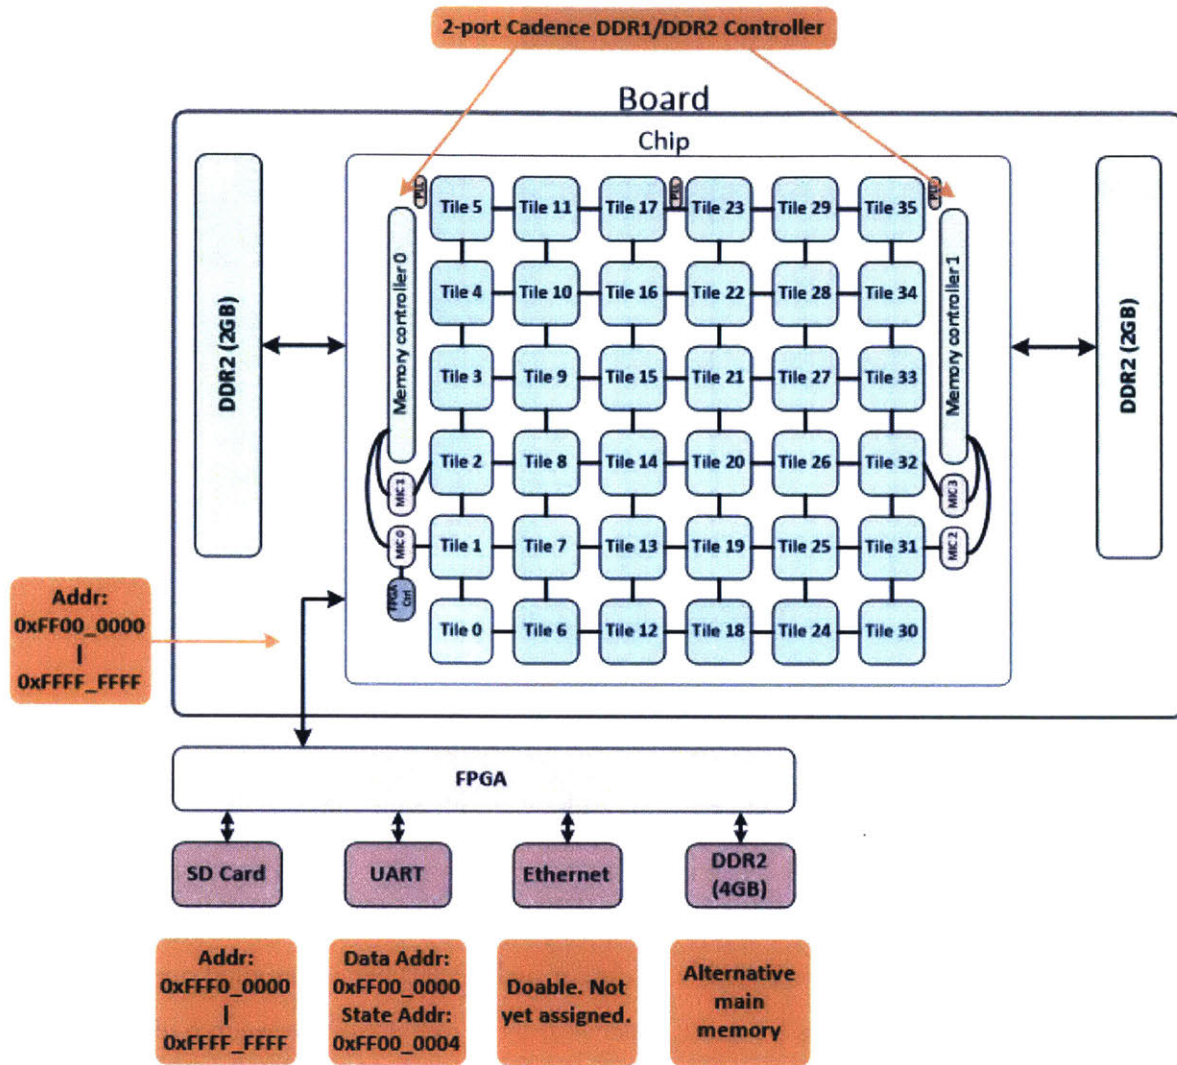 2-port Cadence DDR1/DDR2 Controller
Board
Chip
DDR2 (2GB)
Memory controller 0
PLL
Tile 5
Tile 11
Tile 17
PLL
Tile 23
Tile 29
Tile 35
PLL
Memory controller 1
DDR2 (2GB)
Tile 4
Tile 10
Tile 16
Tile 22
Tile 28
Tile 34
Tile 3
Tile 9
Tile 15
Tile 21
Tile 27
Tile 33
Tile 2
Tile 8
Tile 14
Tile 20
Tile 26
Tile 32
MIC 3
MIC 0
Tile 1
Tile 7
Tile 13
Tile 19
Tile 25
Tile 31
MIC 2
FPGA
Ctrl
Tile 0
Tile 6
Tile 12
Tile 18
Tile 24
Tile 30
Addr:
0xFF00_0000
|
0xFFFF_FFFF
FPGA
SD Card
UART
Ethernet
DDR2
(4GB)
Addr:
0xFFF0_0000
|
0xFFFF_FFFF
Data Addr:
0xFF00_0000
State Addr:
0xFF00_0004
Doable. Not
yet assigned.
Alternative
main
memory